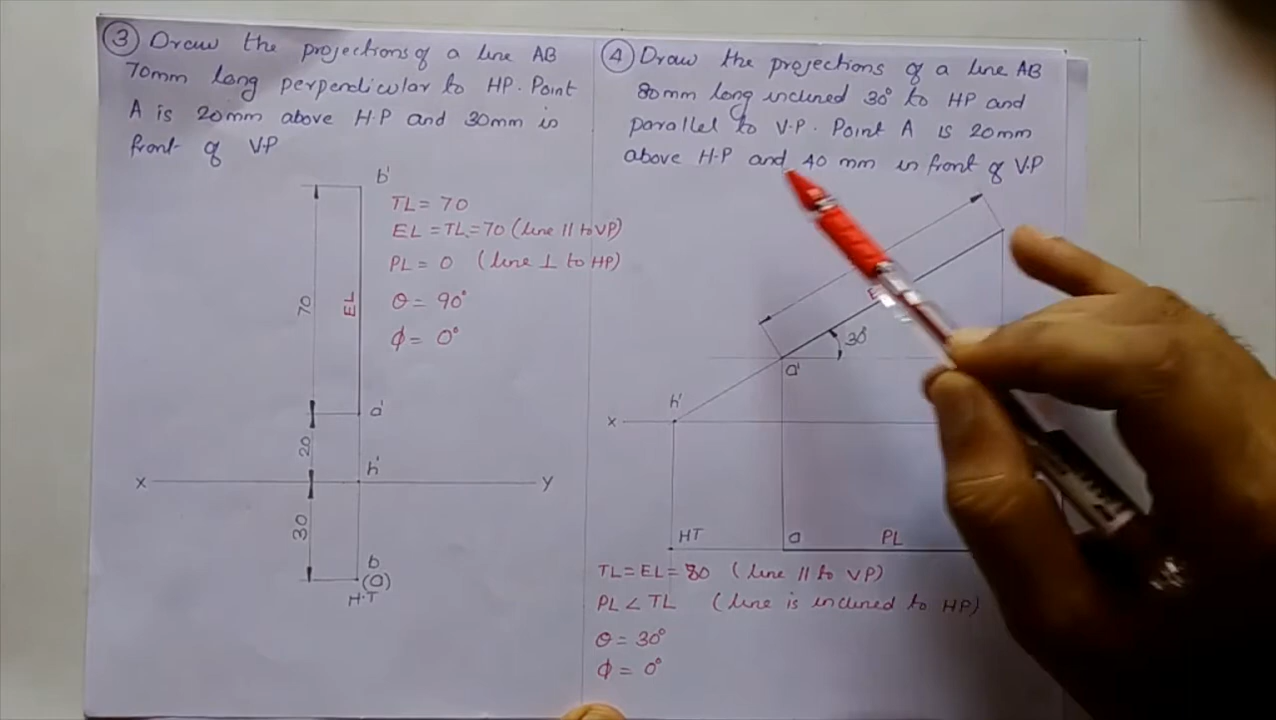 3 Draw the projections of a line AB
70mm long perpendicular to HP. Point
A is 20mm above H.P and 30mm in
front of V.P
b'
TL = 70
EL = TL = 70 (line || to VP)
PL = 0 (line ⊥ to HP)
θ = 90°
ϕ = 0°
70
EL
a'
20
h'
X
Y
30
b
(a)
H.T
4 Draw the projections of a line AB
80mm long inclined 30° to HP and
parallel to V.P. Point A is 20mm
above H.P and 40 mm in front of V.P
30°
a'
h'
X
HT
a
PL
TL = EL = 80 (line || to VP)
PL < TL (line is inclined to HP)
θ = 30°
ϕ = 0°